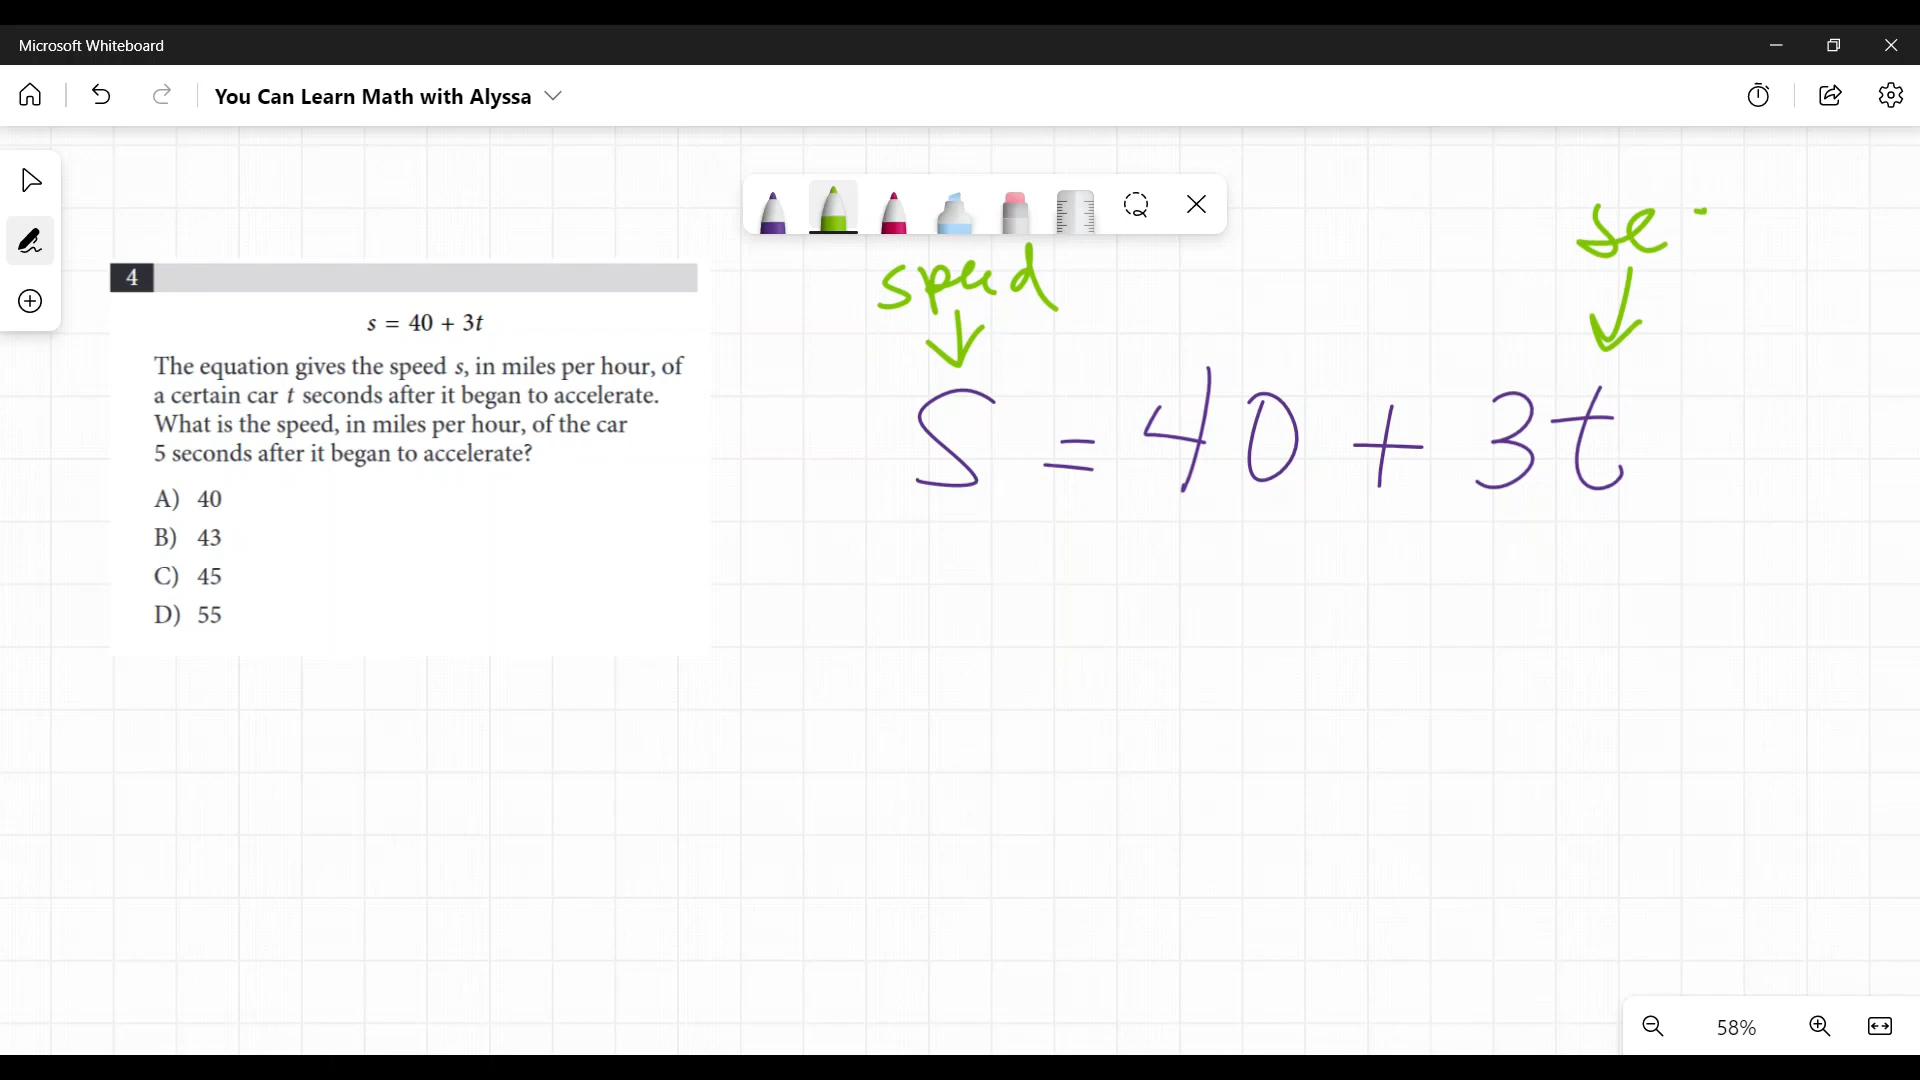 Microsoft Whiteboard
You Can Learn Math with Alyssa
4
s = 40 + 3t
The equation gives the speed s, in miles per hour, of
a certain car t seconds after it began to accelerate.
What is the speed, in miles per hour, of the car
5 seconds after it began to accelerate?
A) 40
B) 43
C) 45
D) 55
speed
se
S = 40 + 3t
58%